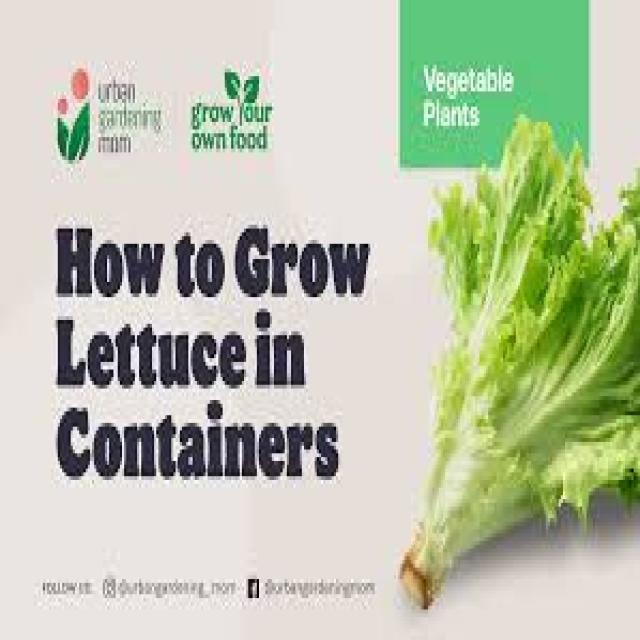 urban
gardening
mom
grow your
own food
Vegetable
Plants
How to Grow
Lettuce in
Containers
FOLLOW US: @urbangardening_mom @urbangardeningmom